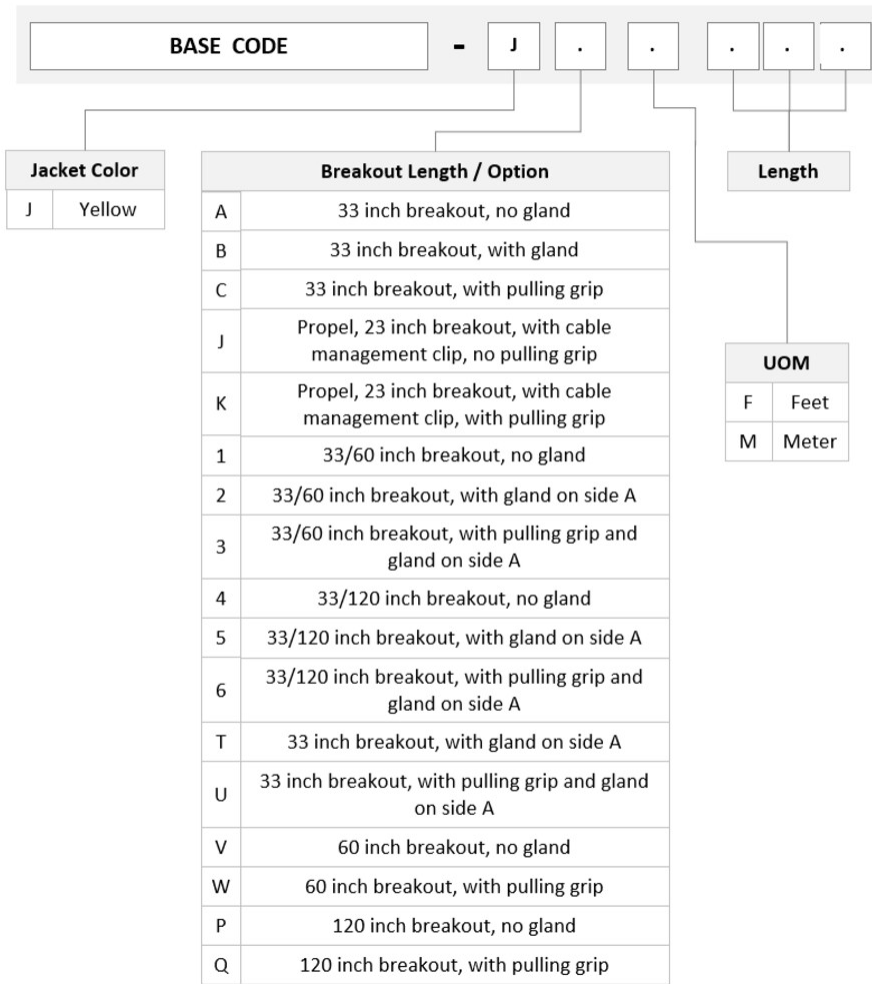 BASE CODE - J . . . . .
Jacket Color
J Yellow
Breakout Length / Option
A 33 inch breakout, no gland
B 33 inch breakout, with gland
C 33 inch breakout, with pulling grip
J Propel, 23 inch breakout, with cable
management clip, no pulling grip
K Propel, 23 inch breakout, with cable
management clip, with pulling grip
1 33/60 inch breakout, no gland
2 33/60 inch breakout, with gland on side A
3 33/60 inch breakout, with pulling grip and
gland on side A
4 33/120 inch breakout, no gland
5 33/120 inch breakout, with gland on side A
6 33/120 inch breakout, with pulling grip and
gland on side A
T 33 inch breakout, with gland on side A
U 33 inch breakout, with pulling grip and gland
on side A
V 60 inch breakout, no gland
W 60 inch breakout, with pulling grip
P 120 inch breakout, no gland
Q 120 inch breakout, with pulling grip
Length
UOM
F Feet
M Meter